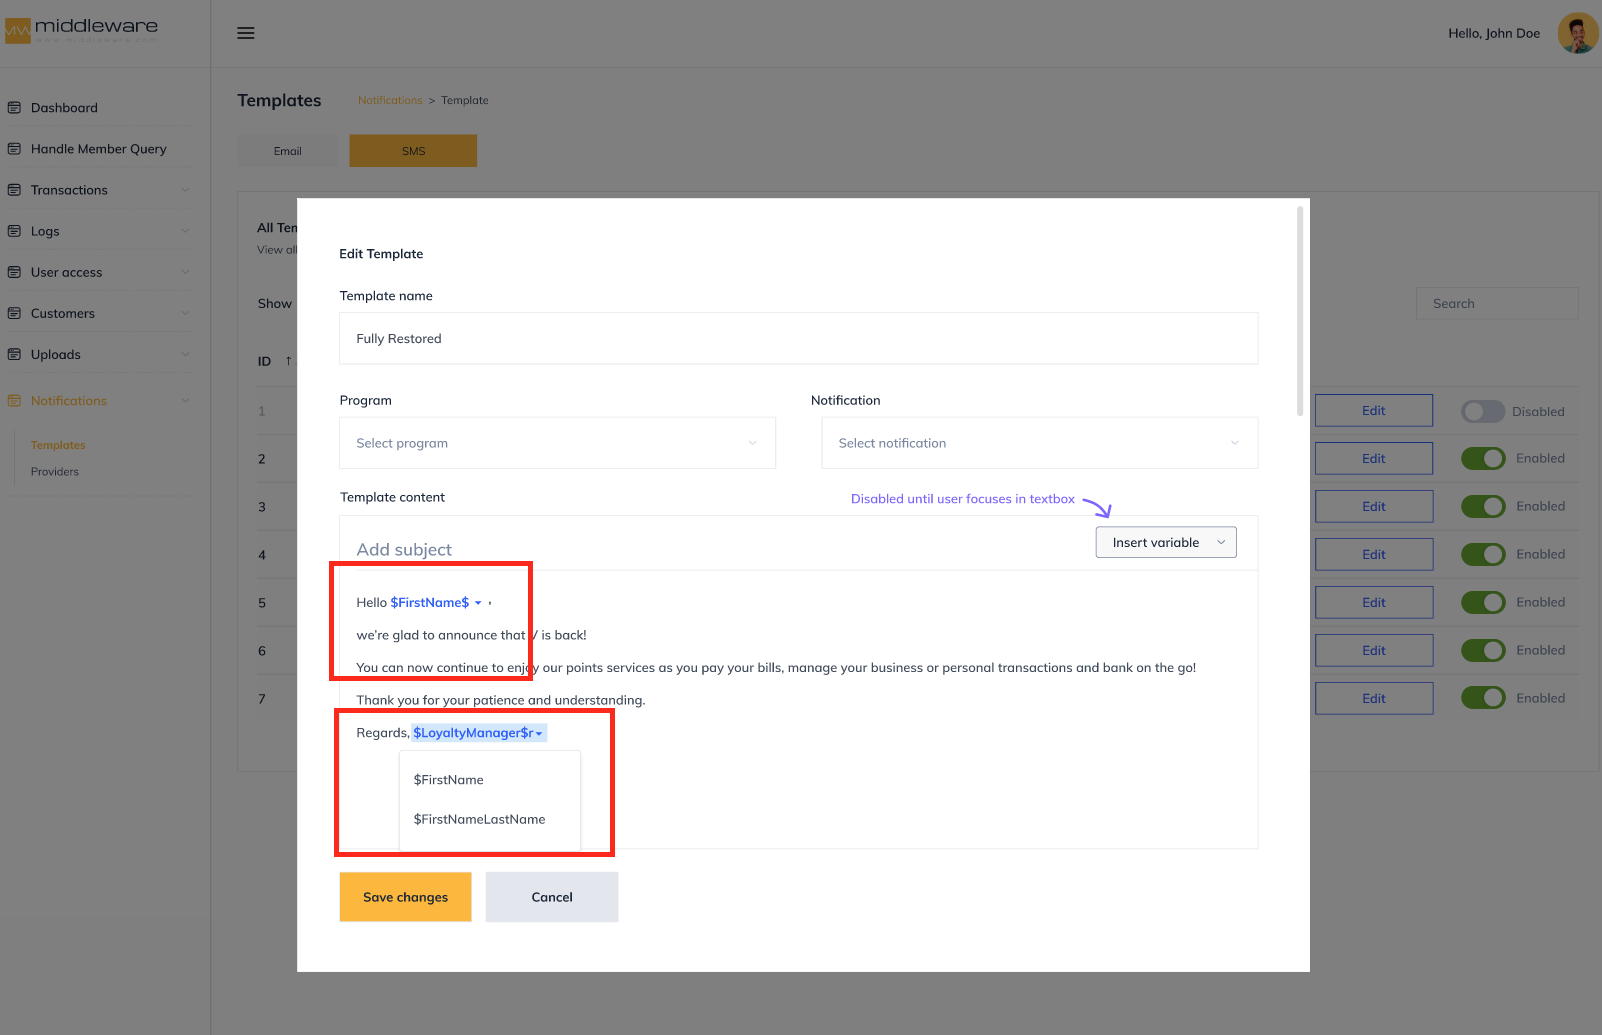 MW middleware
Hello, John Doe
Dashboard
Handle Member Query
Transactions
Logs
User access
Customers
Uploads
Notifications
Templates
Providers
Templates Notifications > Template
Email SMS
All Ten
View all
Show
Search
ID ↑
1 Edit Disabled
2 Edit Enabled
3 Edit Enabled
4 Edit Enabled
5 Edit Enabled
6 Edit Enabled
7 Edit Enabled
Edit Template
Template name
Fully Restored
Program Notification
Select program Select notification
Template content
Disabled until user focuses in textbox
Add subject
Insert variable
Hello $FirstName$ ,
we're glad to announce that V is back!
You can now continue to enjoy our points services as you pay your bills, manage your business or personal transactions and bank on the go!
Thank you for your patience and understanding.
Regards, $LoyaltyManager$r
$FirstName
$FirstNameLastName
Save changes Cancel